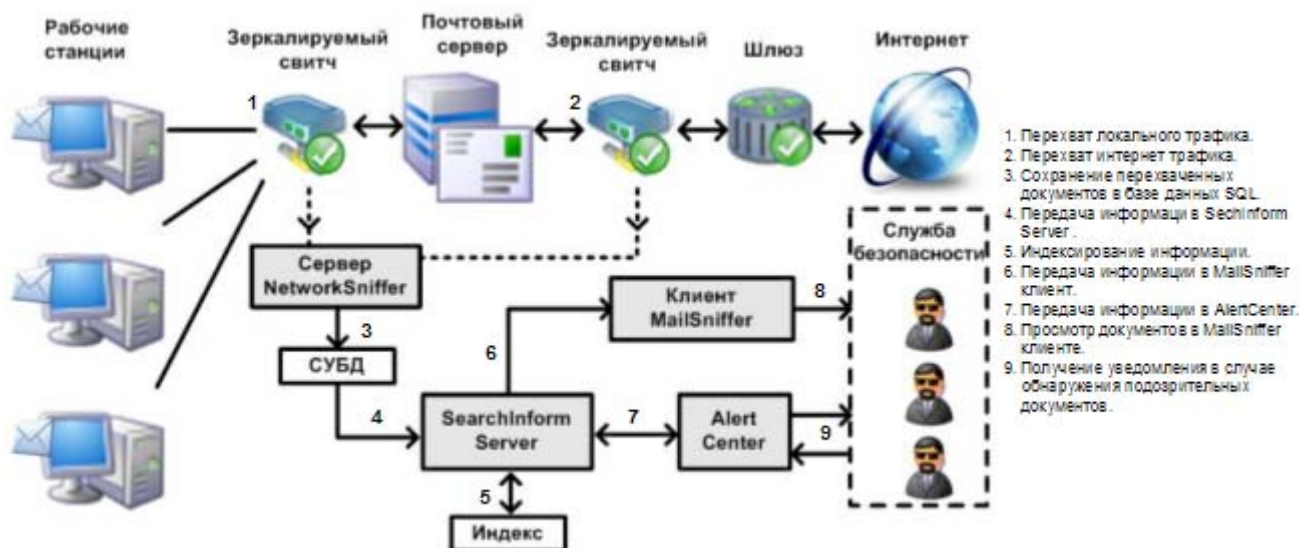 Рабочие
станции
Зеркалируемый
свитч
Почтовый
сервер
Зеркалируемый
свитч
Шлюз
Интернет
1
2
Сервер
NetworkSniffer
3
СУБД
4
SearchInform
Server
5
Индекс
6
Клиент
MailSniffer
7
Alert
Center
8
9
Служба
безопасности
1. Перехват локального трафика.
2. Перехват интернет трафика.
3. Сохранение перехваченных
документов в базе данных SQL.
4. Передача информаци в SechInform
Server .
5. Индексирование информации.
6. Передача информации в MailSniffer
клиент.
7. Передача информации в AlertCenter.
8. Просмотр документов в MailSniffer
клиенте.
9. Получение уведомления в случае
обнаружения подозрительных
документов.